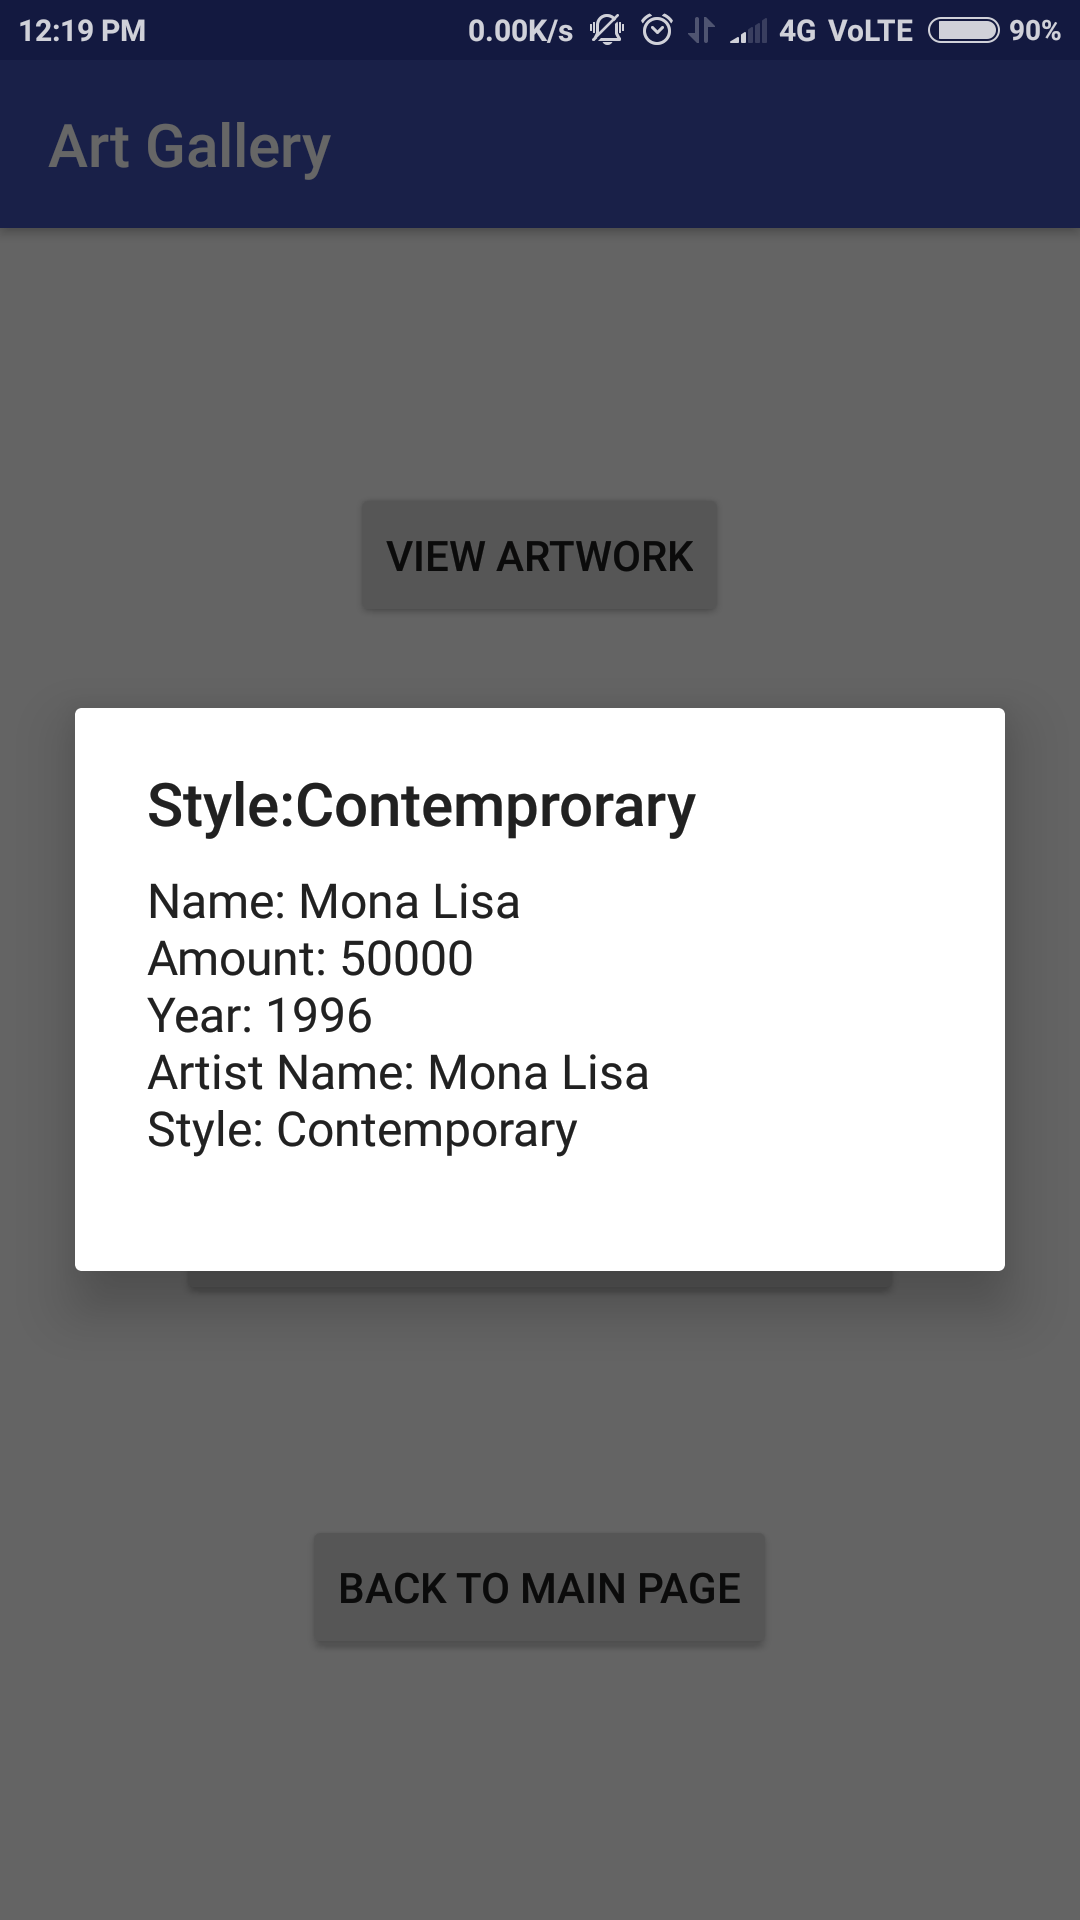 12:19 PM 0.00K/s 4G VoLTE 90%
Art Gallery
VIEW ARTWORK
Style:Contemprorary
Name: Mona Lisa
Amount: 50000
Year: 1996
Artist Name: Mona Lisa
Style: Contemporary
BACK TO MAIN PAGE